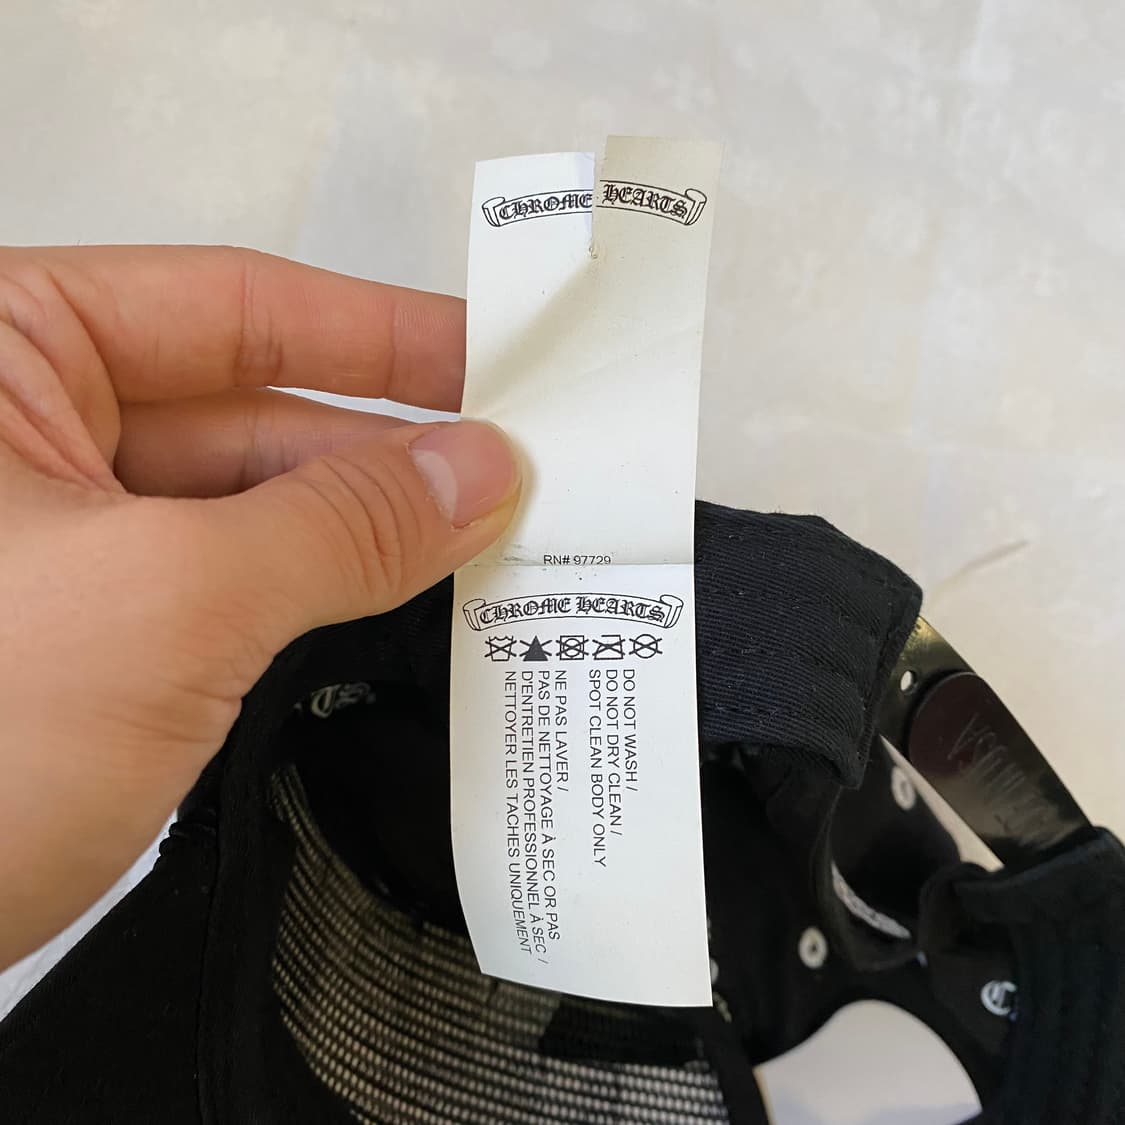 CHROME HEARTS
RN# 97729
CHROME HEARTS
DO NOT WASH /
DO NOT DRY CLEAN /
SPOT CLEAN BODY ONLY
NE PAS LAVER /
PAS DE NETTOYAGE À SEC OR PAS
D'ENTRETIEN PROFESSIONNEL À SEC /
NETTOYER LES TACHES UNIQUEMENT